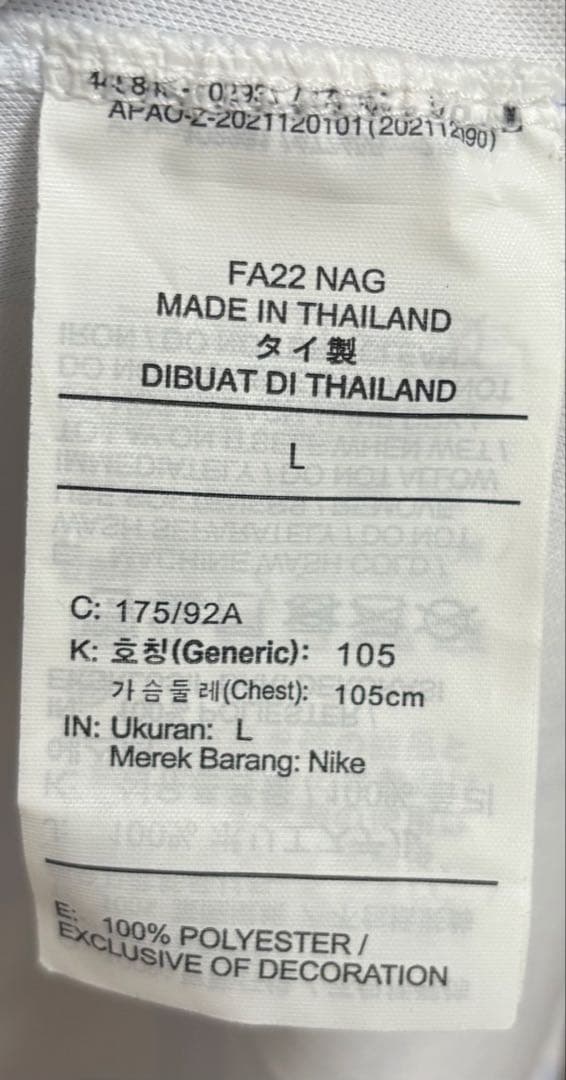 APAO-Z-2021120101(20211290)
FA22 NAG
MADE IN THAILAND
タイ製
DIBUAT DI THAILAND
L
C: 175/92A
K: 호칭(Generic): 105
가슴둘레(Chest): 105cm
IN: Ukuran: L
Merek Barang: Nike
E: 100% POLYESTER /
EXCLUSIVE OF DECORATION